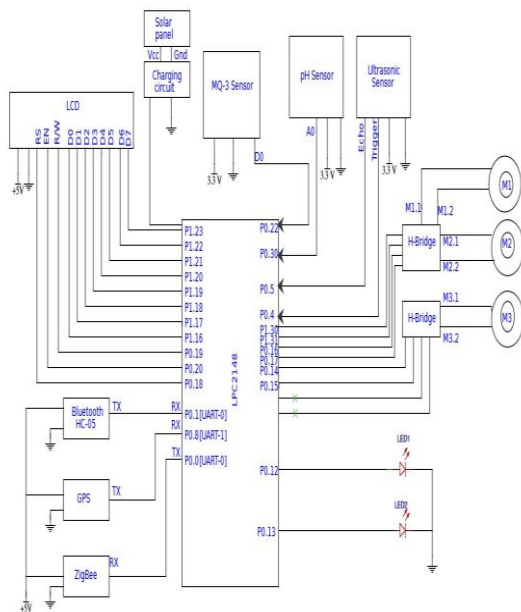 Solar
panel
Vcc Gnd
Charging
circuit
MQ-3 Sensor
pH Sensor
Ultrasonic
Sensor
LCD
RS
EN
R/W
D0
D1
D2
D3
D4
D5
D6
D7
+5V
3.3 V
D0
A0
3.3 V
Echo
Trigger
3.3 V
M1
M1.1
M1.2
M2
M2.1
M2.2
H-Bridge
M3
M3.1
M3.2
H-Bridge
LPC2148
P1.23
P1.22
P1.21
P1.20
P1.19
P1.18
P1.17
P1.16
P0.19
P0.20
P0.18
P0.22
P0.30
P0.5
P0.4
P1.30
P1.31
P0.16
P0.17
P0.14
P0.15
Bluetooth
HC-05
TX
RX
P0.1[UART-0]
RX
P0.8[UART-1]
TX
P0.0[UART-0]
GPS
TX
ZigBee
RX
+5V
P0.12
LED1
P0.13
LED2